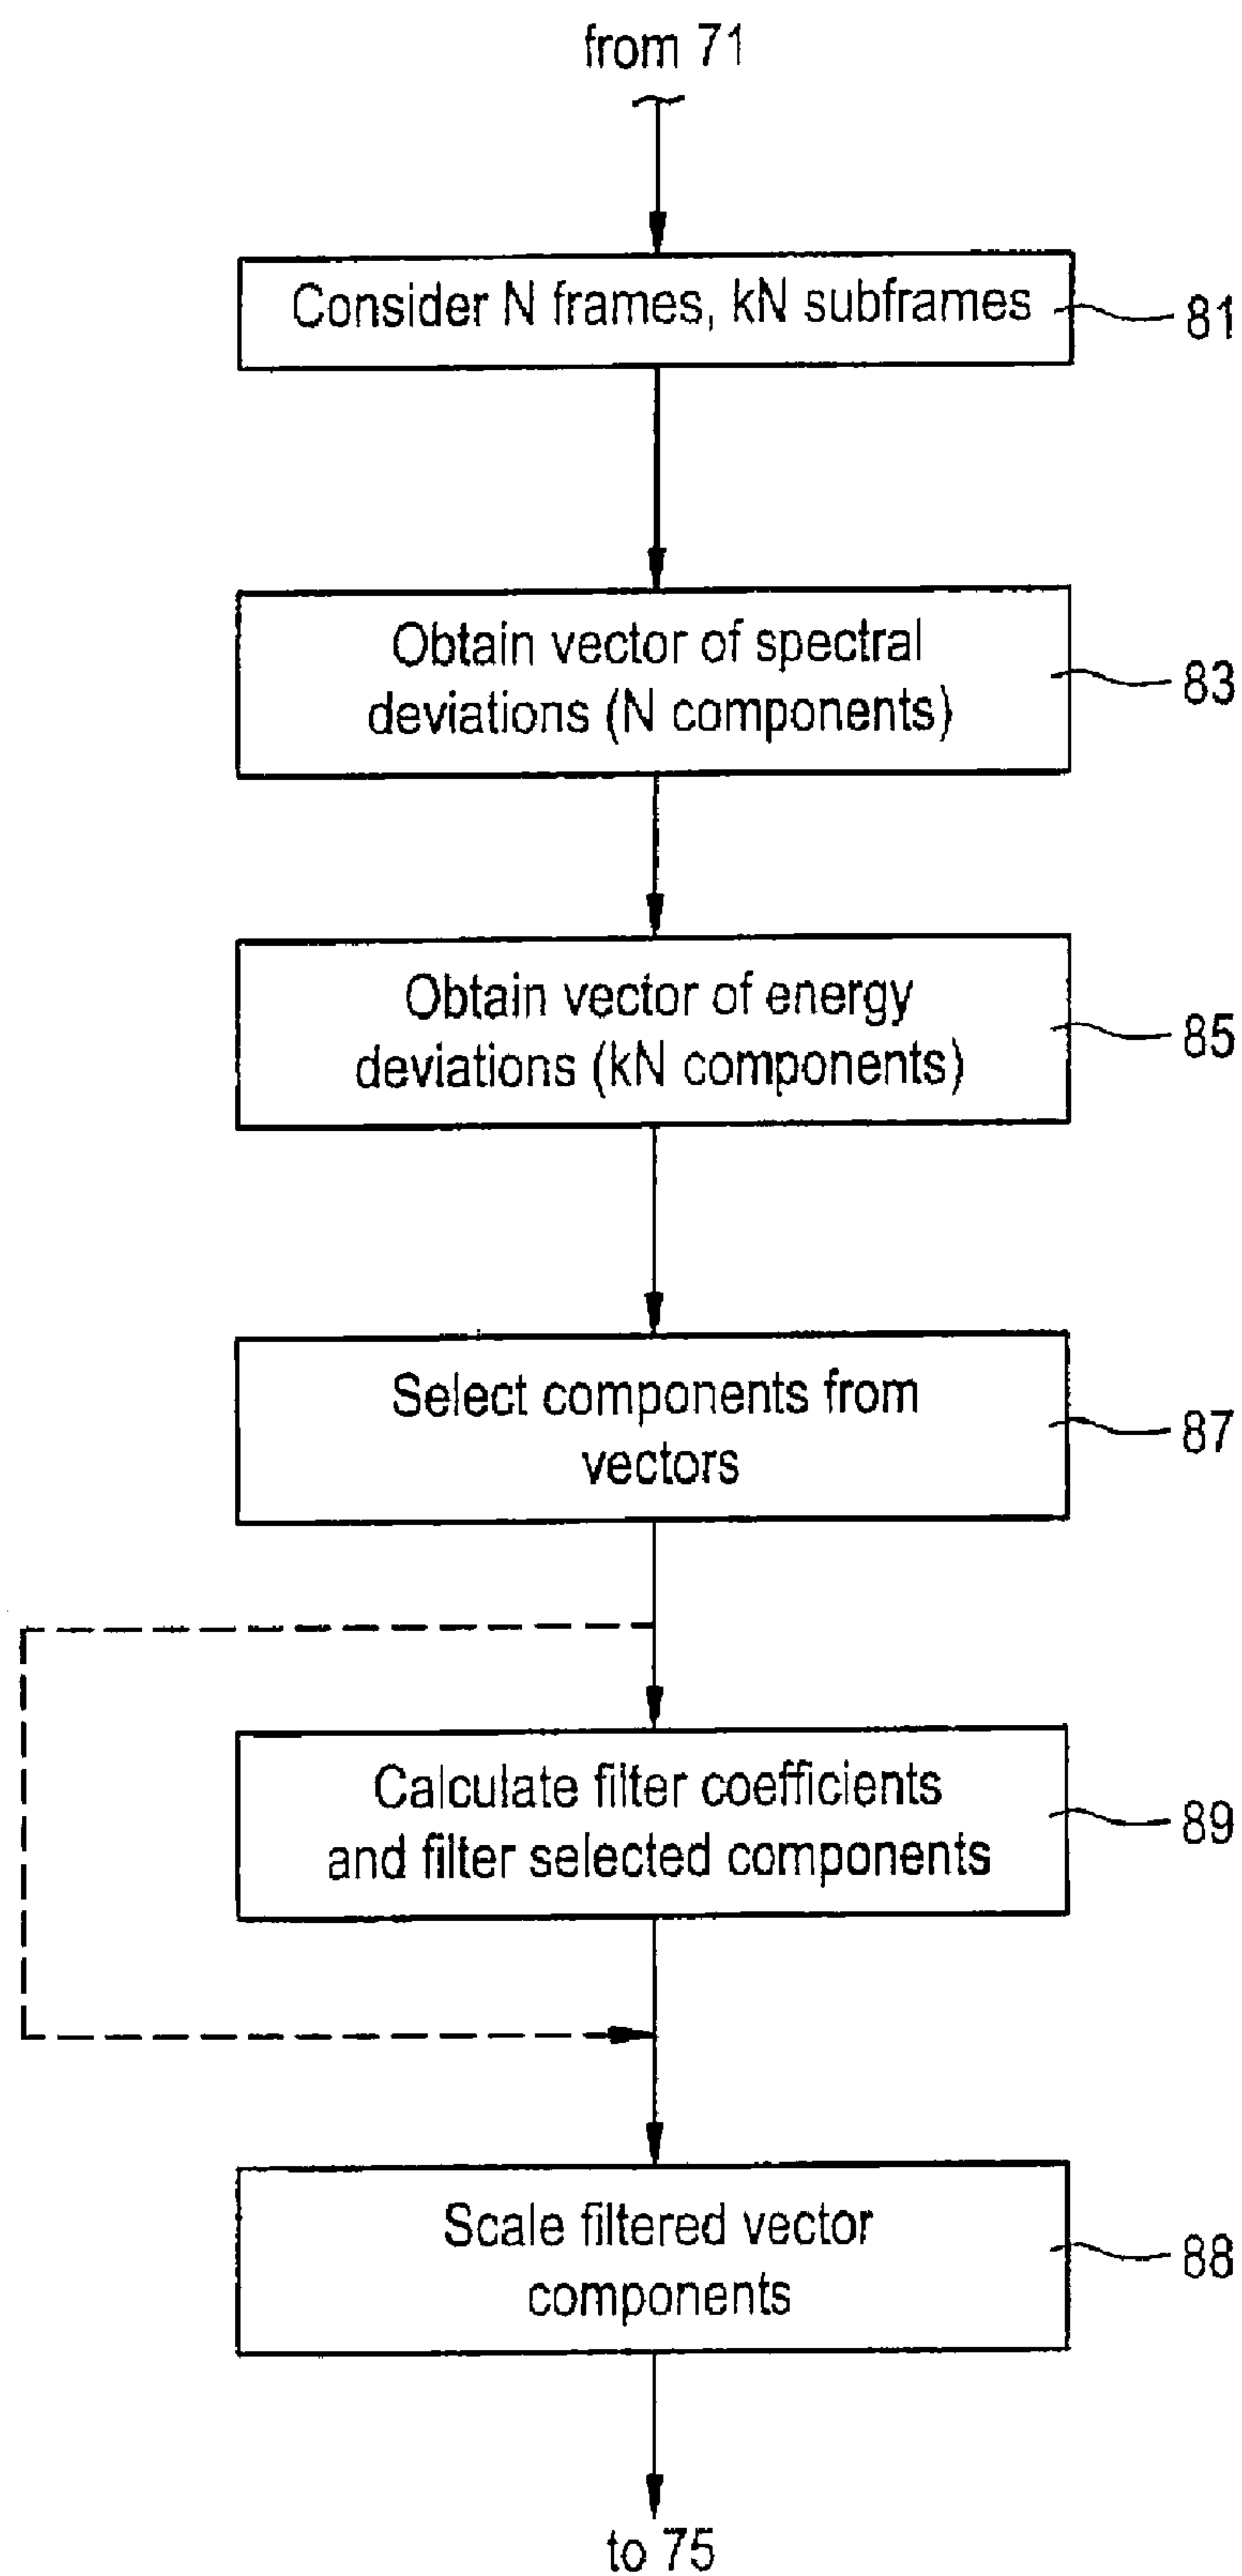 from 71
Consider N frames, kN subframes
81
Obtain vector of spectral
deviations (N components)
83
Obtain vector of energy
deviations (kN components)
85
Select components from
vectors
87
Calculate filter coefficients
and filter selected components
89
Scale filtered vector
components
88
to 75